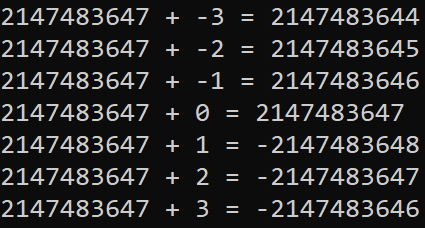 2147483647 + -3 = 2147483644
2147483647 + -2 = 2147483645
2147483647 + -1 = 2147483646
2147483647 + 0 = 2147483647
2147483647 + 1 = -2147483648
2147483647 + 2 = -2147483647
2147483647 + 3 = -2147483646